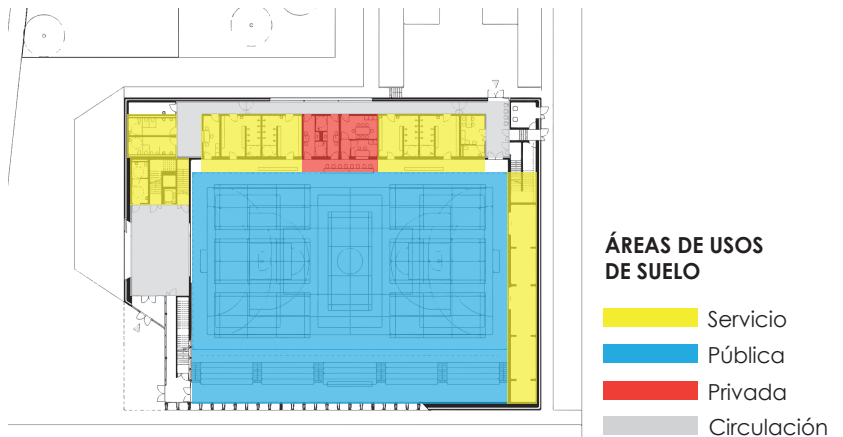 ÁREAS DE USOS
DE SUELO
Servicio
Pública
Privada
Circulación